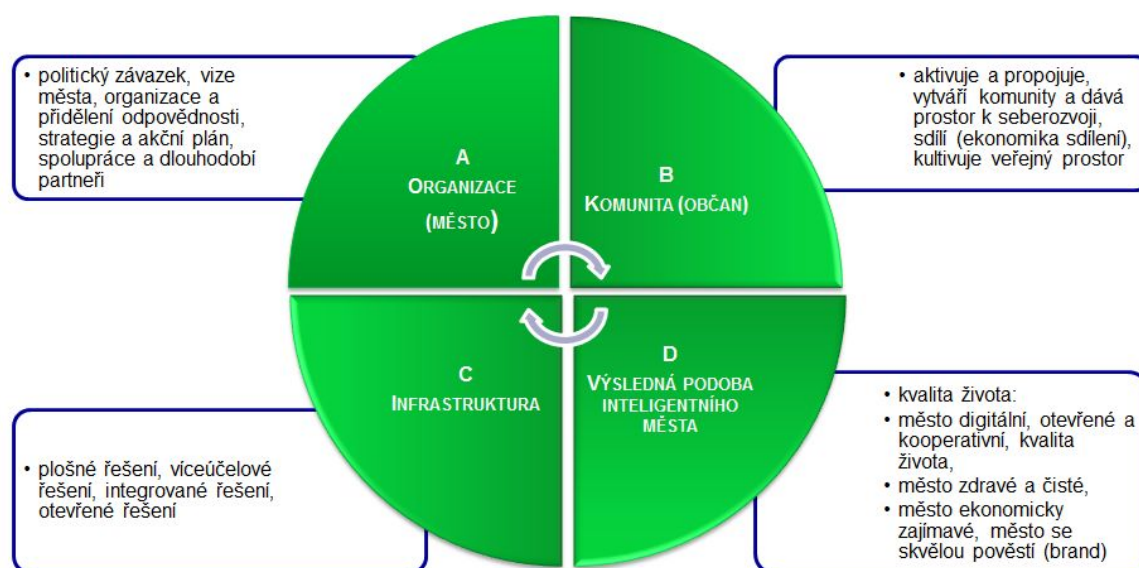 • politický závazek, vize
města, organizace a
přidělení odpovědnosti,
strategie a akční plán,
spolupráce a dlouhodobí
partneři
A
ORGANIZACE
(MĚSTO)
• aktivuje a propojuje,
vytváří komunity a dává
prostor k seberozvoji,
sdílí (ekonomika sdílení),
kultivuje veřejný prostor
B
KOMUNITA (OBČAN)
• plošné řešení, víceúčelové
řešení, integrované řešení,
otevřené řešení
C
INFRASTRUKTURA
D
VÝSLEDNÁ PODOBA
INTELIGENTNÍHO
MĚSTA
• kvalita života:
• město digitální, otevřené a
kooperativní, kvalita
života,
• město zdravé a čisté,
• město ekonomicky
zajímavé, město se
skvělou pověstí (brand)